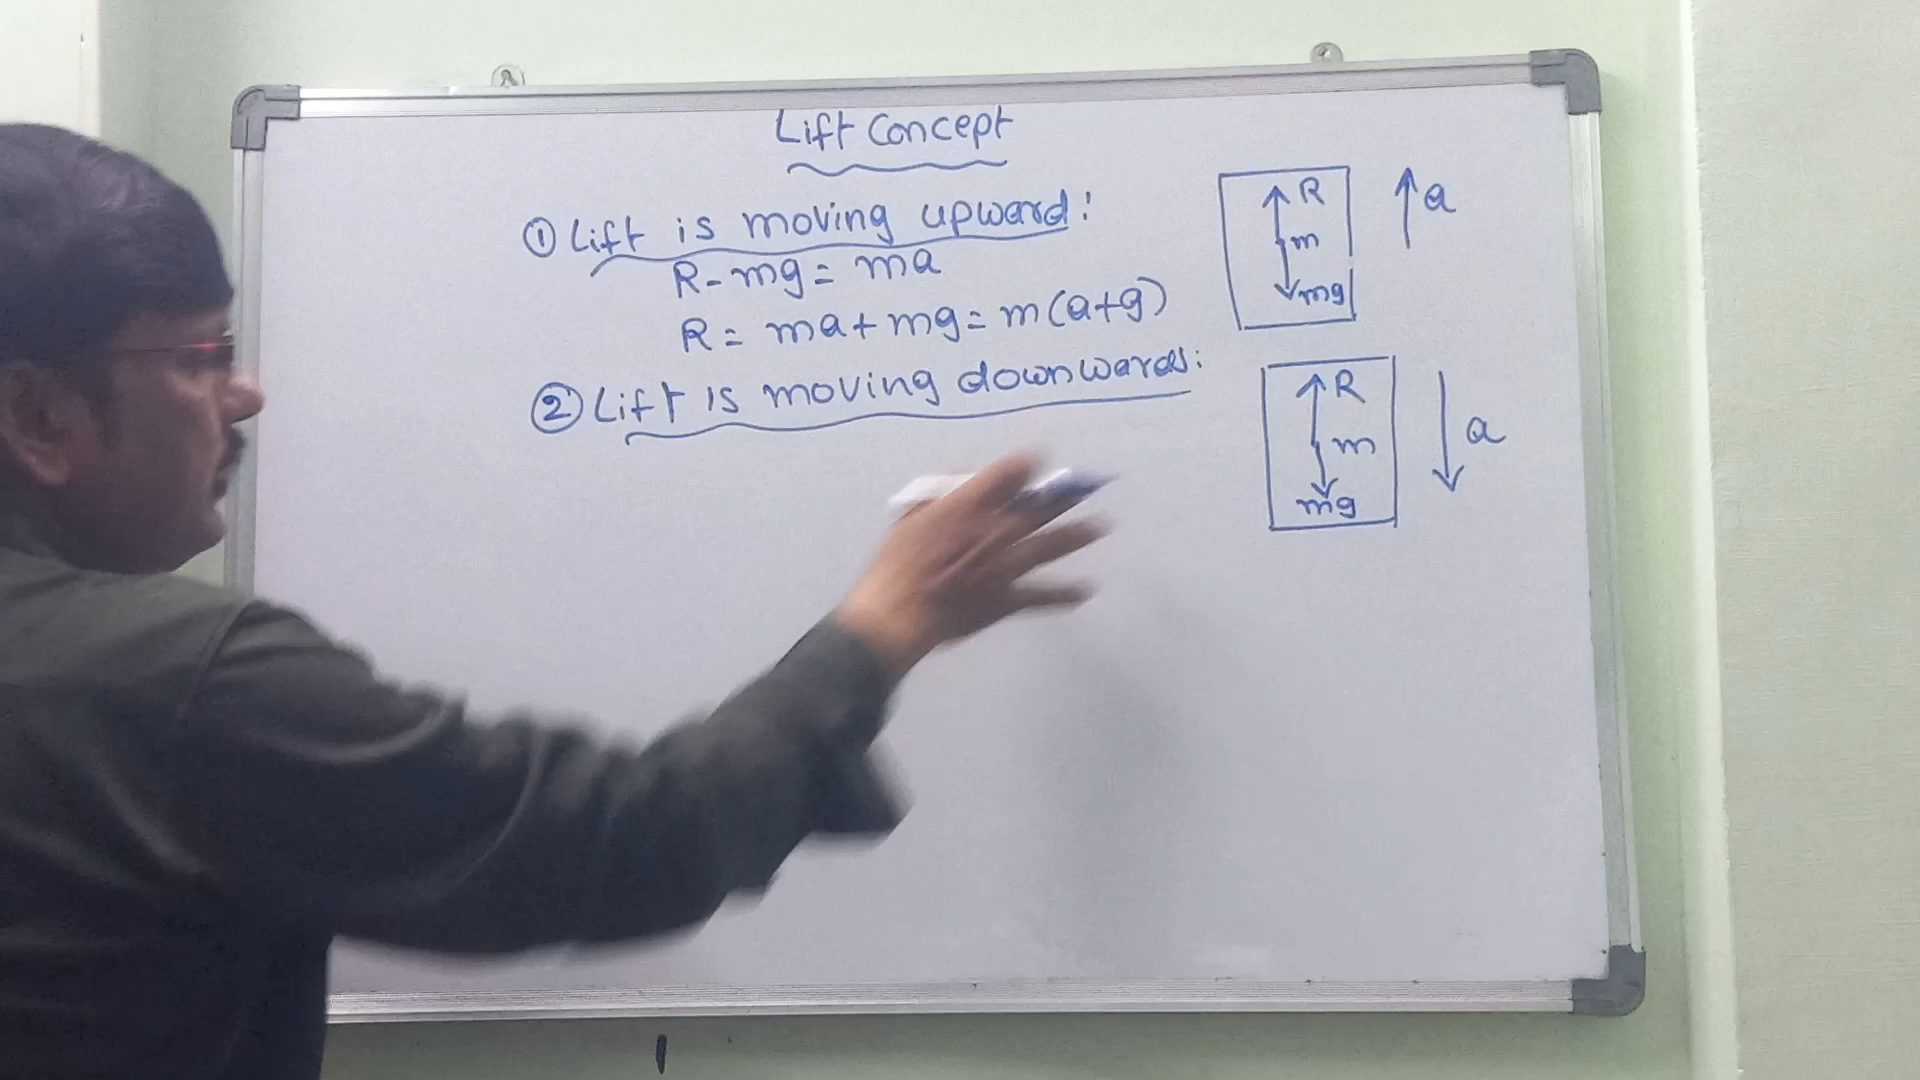 Lift Concept
① Lift is moving upward:
R - mg = ma
R = ma + mg = m(a+g)
② Lift is moving downwards:
R
m
mg
a
R
m
mg
a